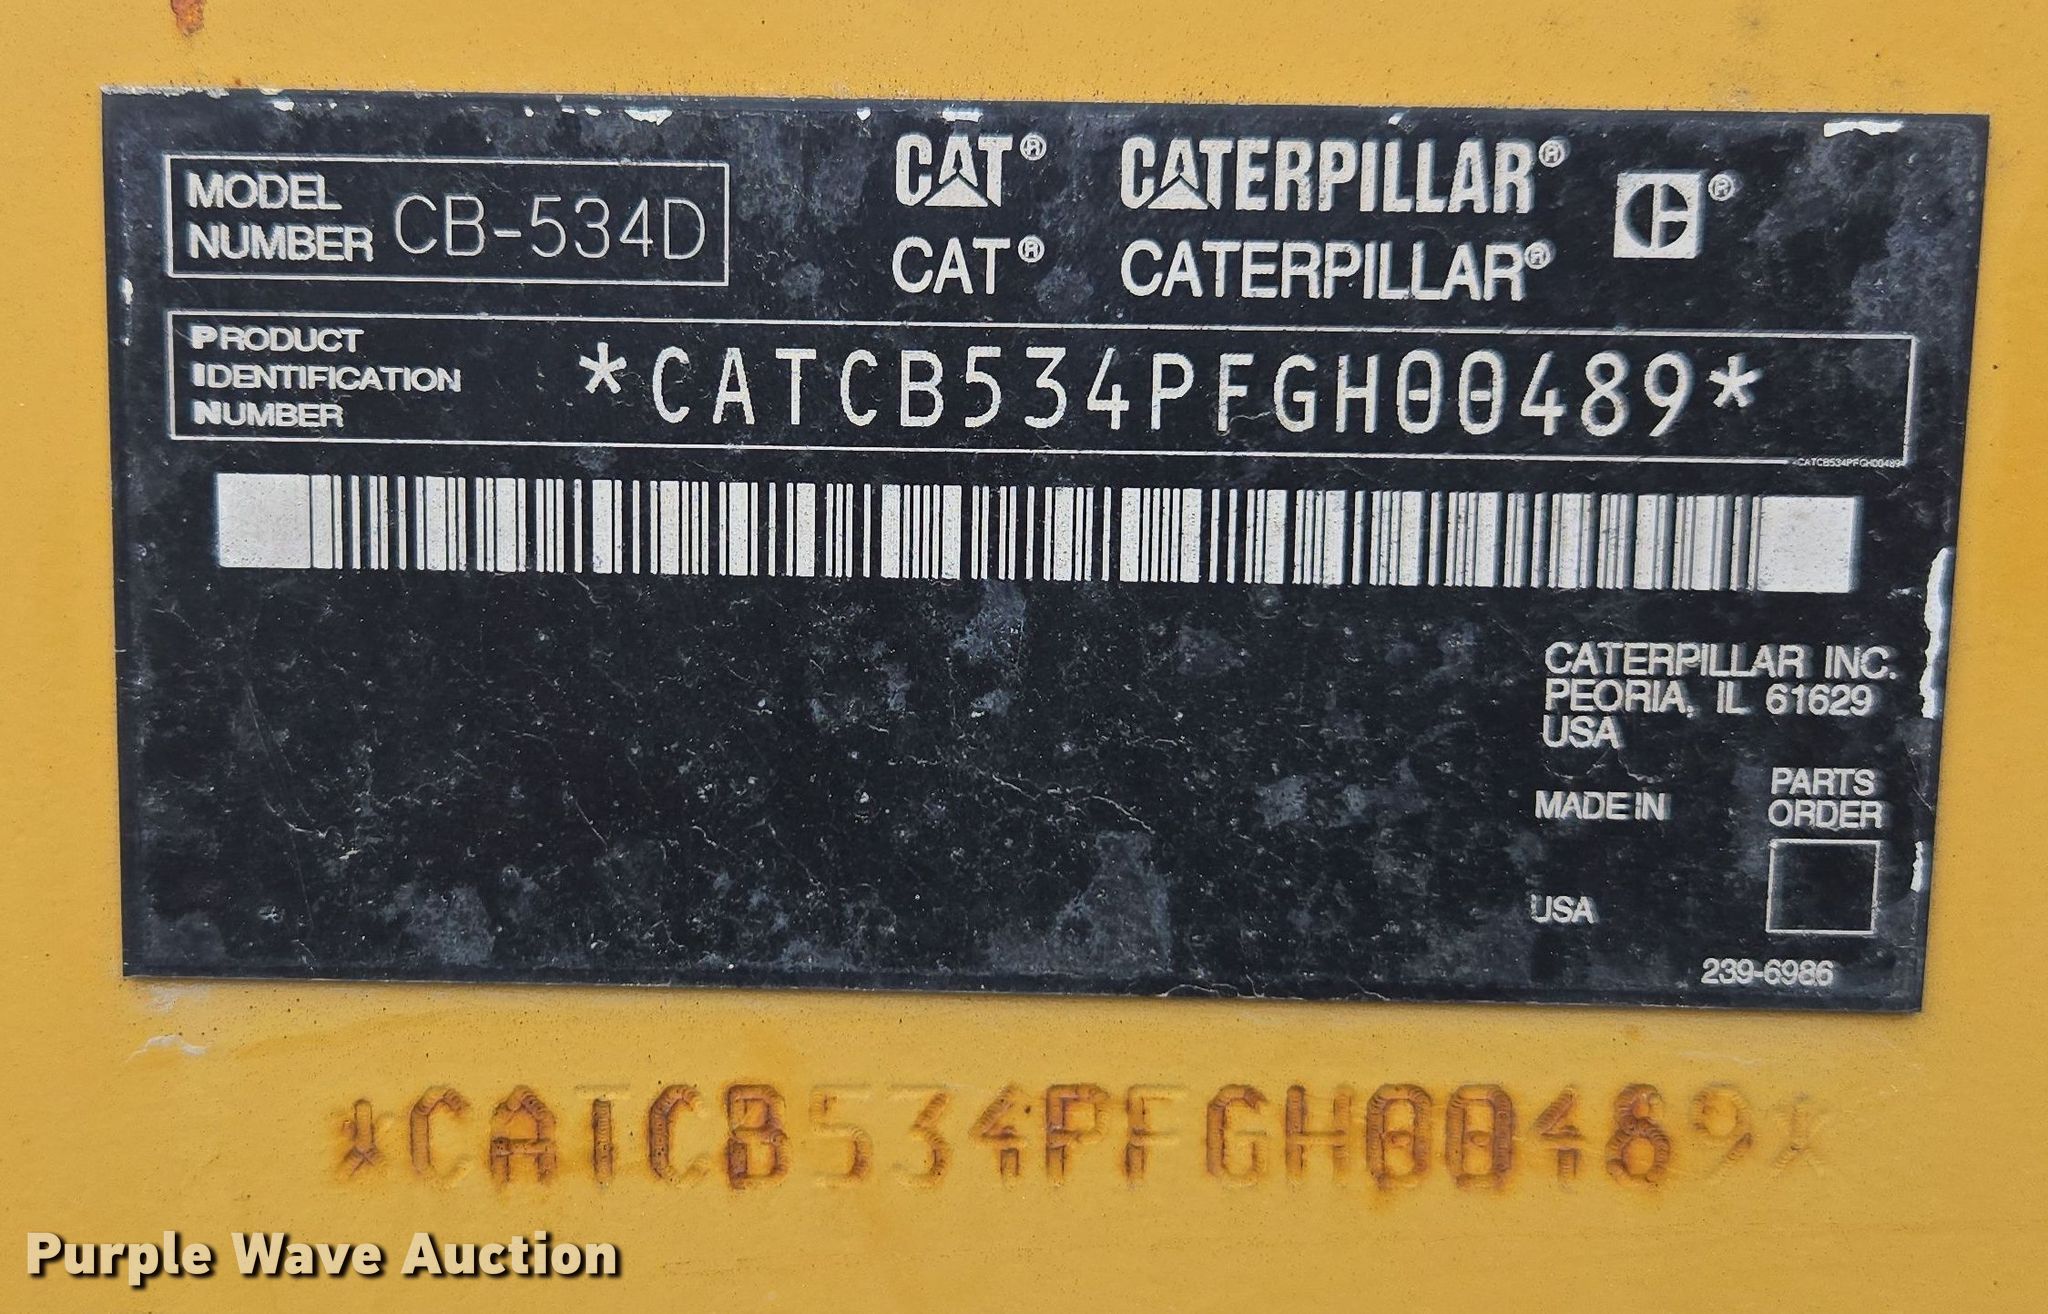 MODEL NUMBER CB-534D
CAT® CATERPILLAR®
CAT® CATERPILLAR®
PRODUCT IDENTIFICATION NUMBER *CATCB534PFGH00489*
*CATCB534PFGH00489
CATERPILLAR INC.
PEORIA, IL 61629
USA
MADE IN
USA
PARTS
ORDER
239-6986
*CATCB534PFGH00489*
Purple Wave Auction